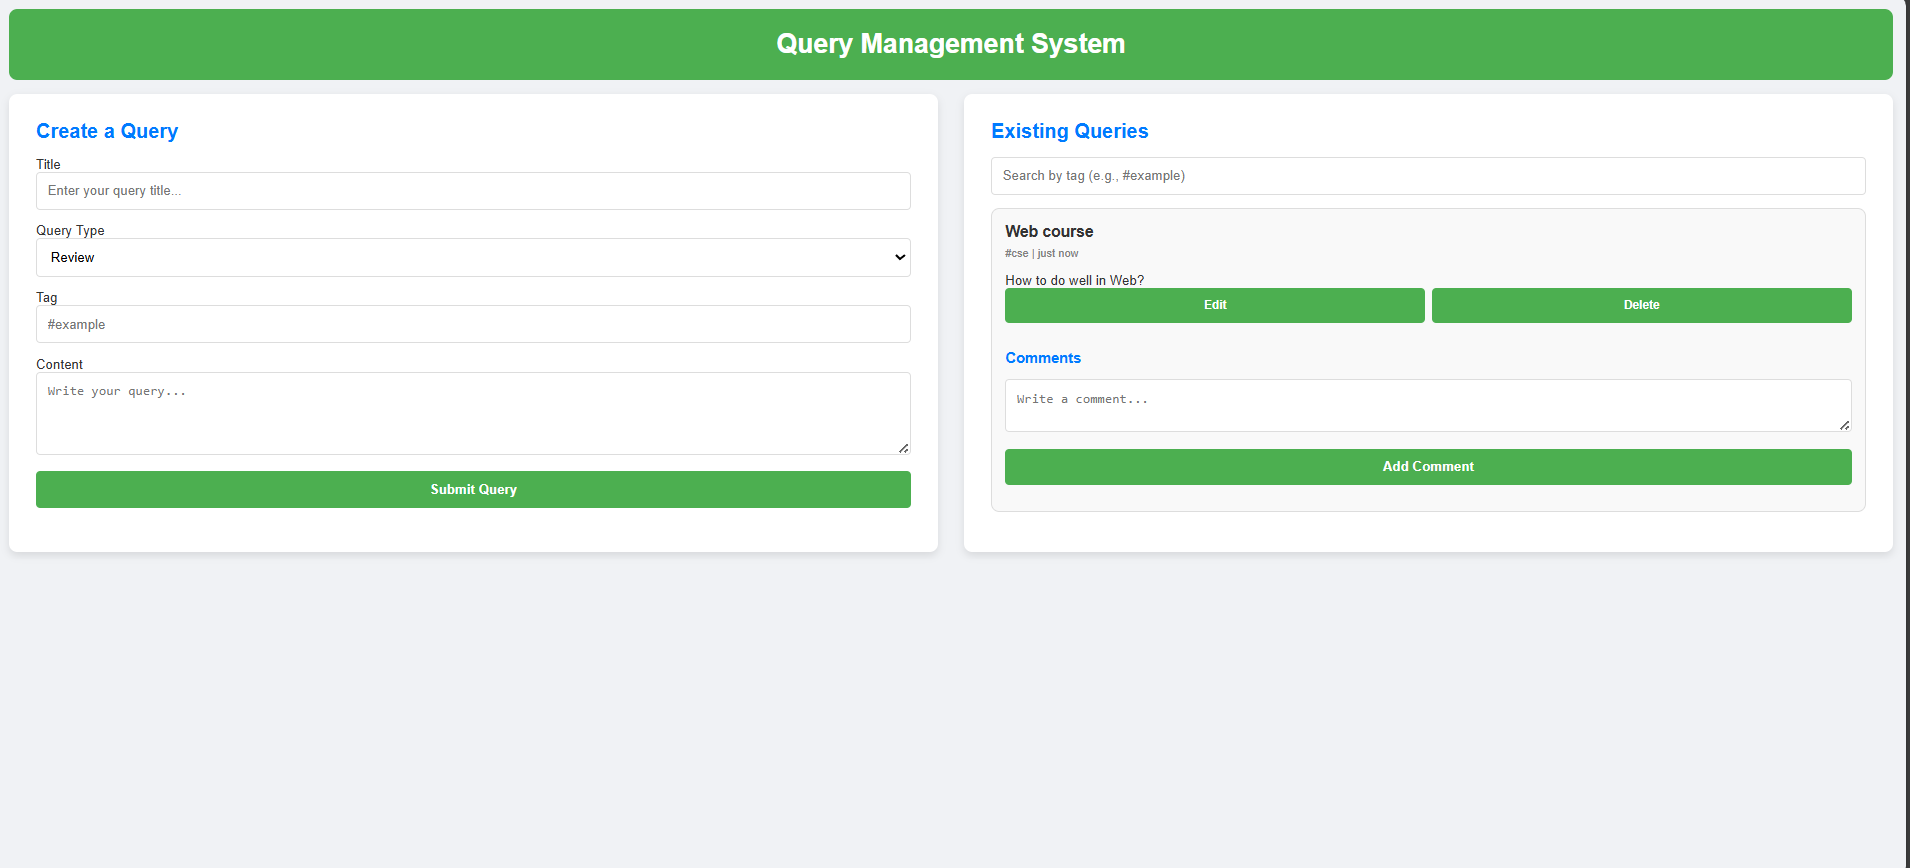 Query Management System
Create a Query
Title
Enter your query title...
Query Type
Review
Tag
#example
Content
Write your query...
Submit Query
Existing Queries
Search by tag (e.g., #example)
Web course
#cse | just now
How to do well in Web?
Edit Delete
Comments
Write a comment...
Add Comment